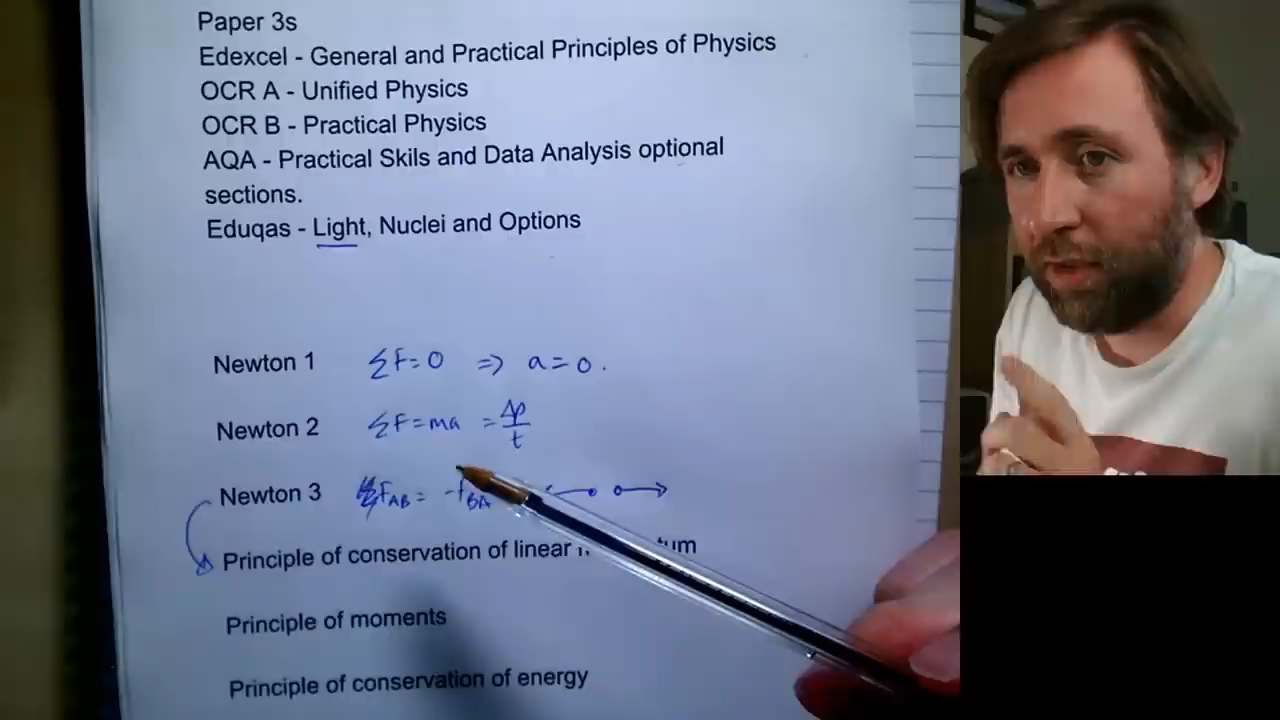 Paper 3s
Edexcel - General and Practical Principles of Physics
OCR A - Unified Physics
OCR B - Practical Physics
AQA - Practical Skils and Data Analysis optional
sections.
Eduqas - Light, Nuclei and Options
Newton 1 ΣF=0 => a=0.
Newton 2 ΣF=ma = Δp/t
Newton 3 F_AB = -F_BA
Principle of conservation of linear
Principle of moments
Principle of conservation of energy